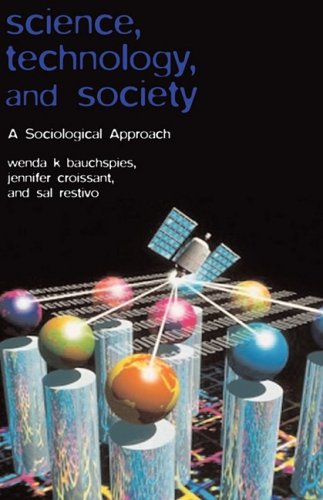 science,
technology,
and society
A Sociological Approach
wenda k bauchspies,
jennifer croissant,
and sal restivo